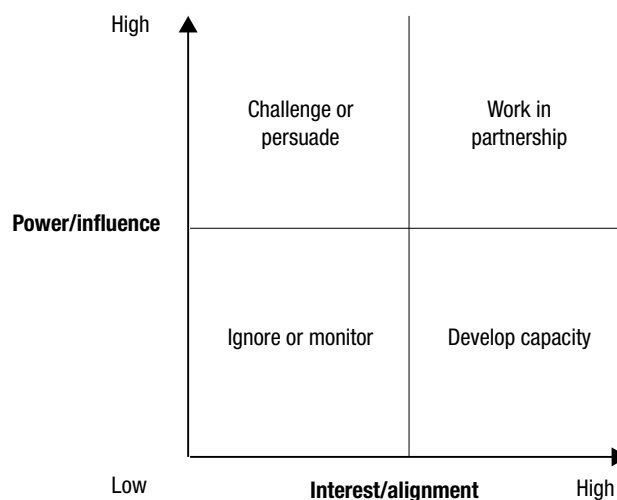 High
Challenge or
persuade
Work in
partnership
Power/influence
Ignore or monitor
Develop capacity
Low
Interest/alignment
High